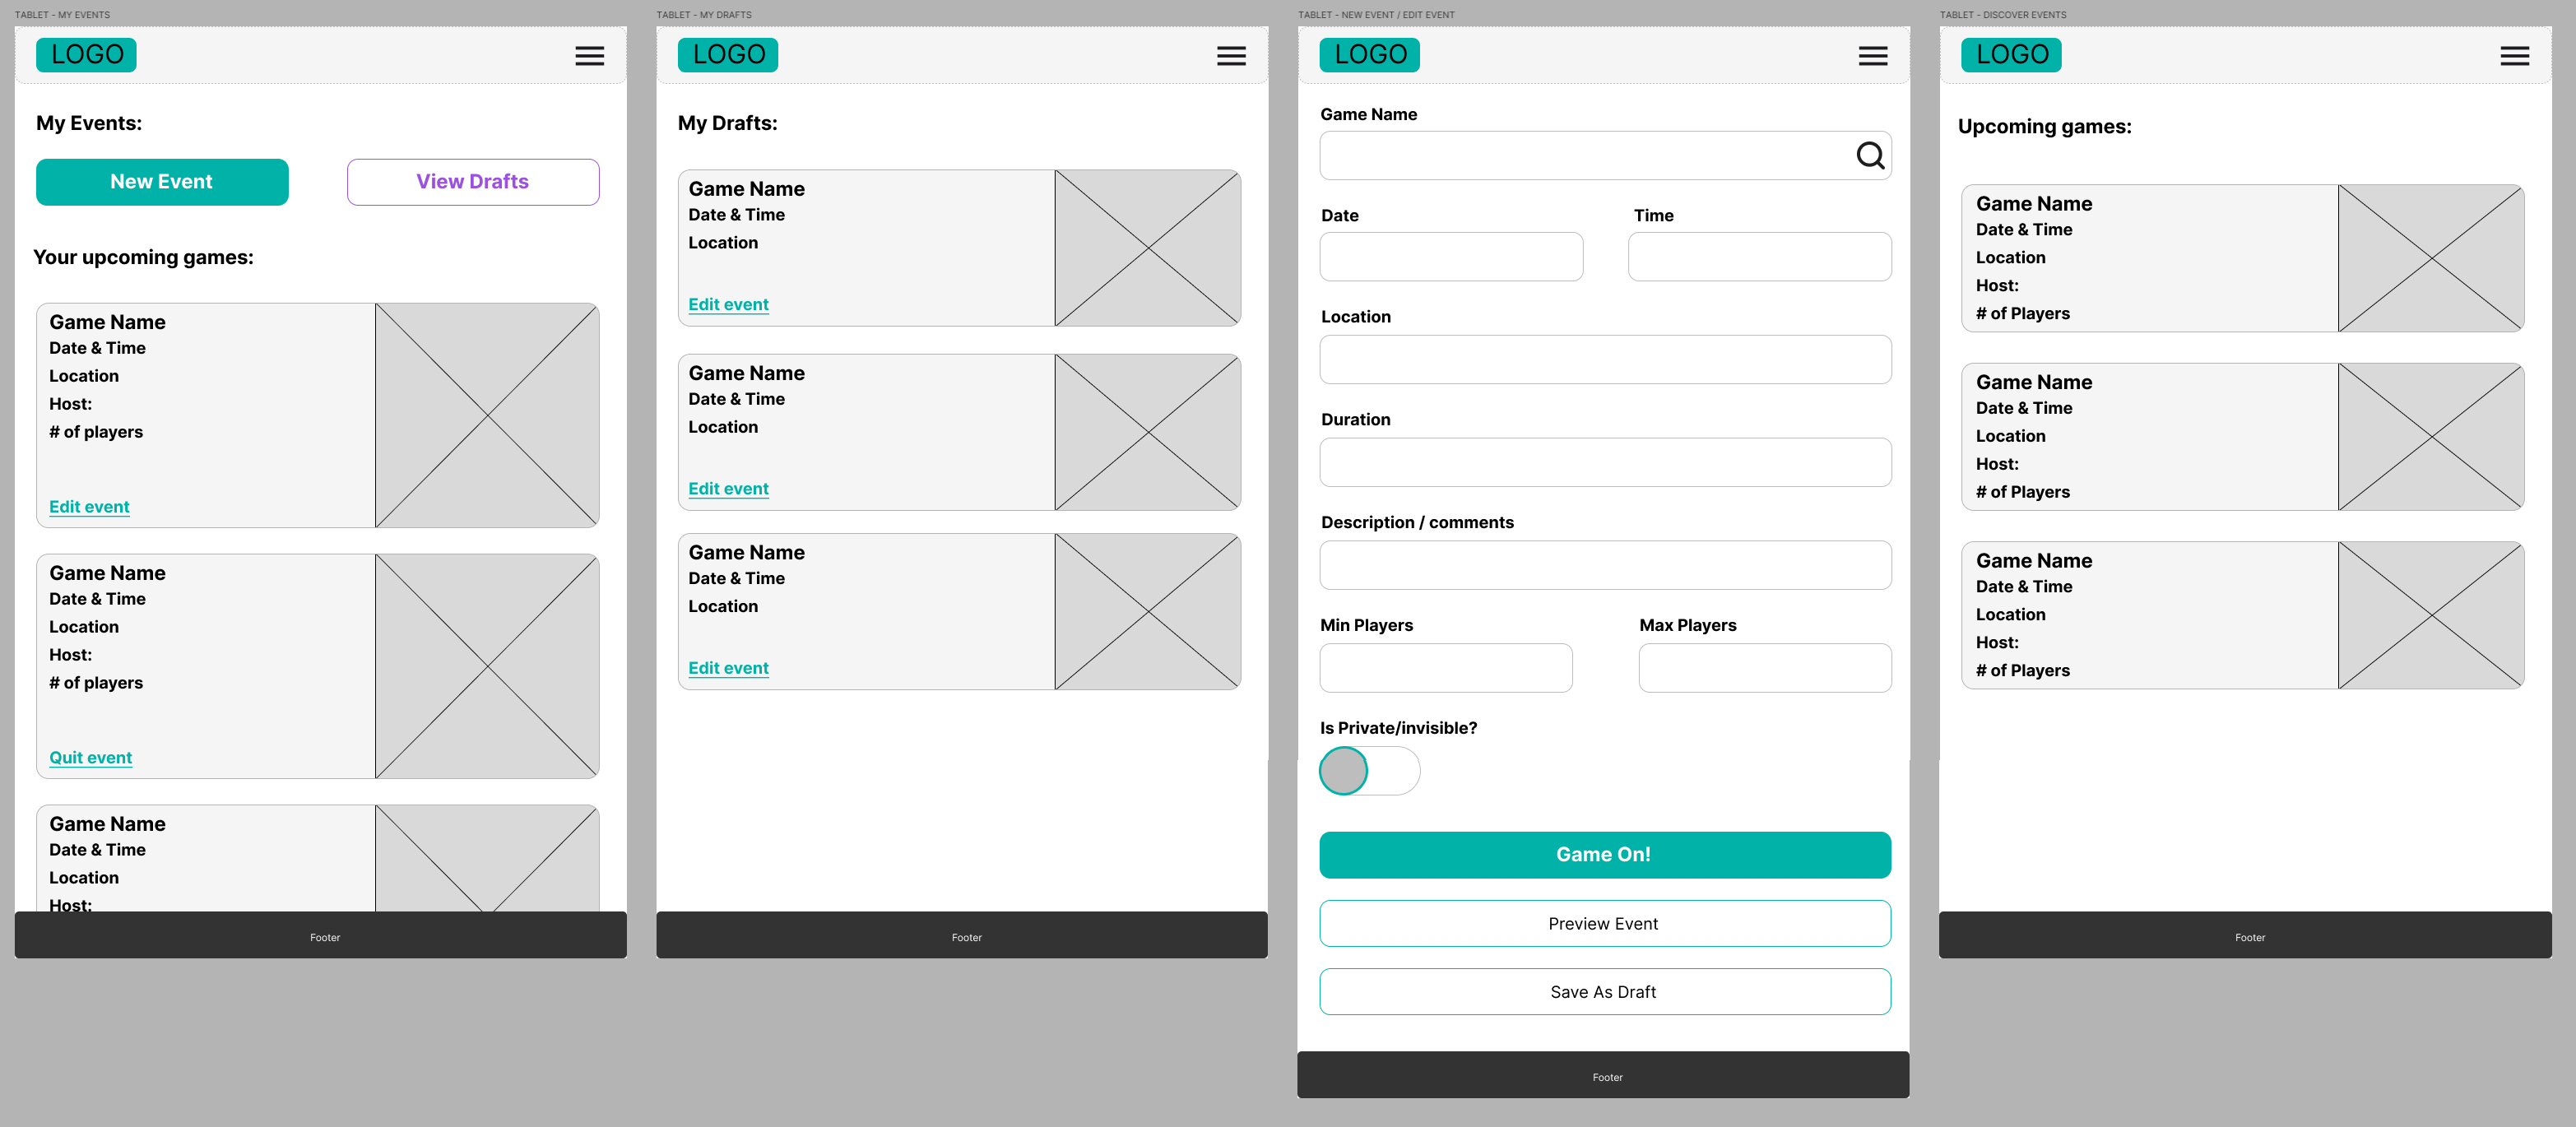 TABLET - MY EVENTS
LOGO
My Events:
New Event
View Drafts
Your upcoming games:
Game Name
Date & Time
Location
Host:
# of players
Edit event
Game Name
Date & Time
Location
Host:
# of players
Quit event
Game Name
Date & Time
Location
Host:
Footer
TABLET - MY DRAFTS
LOGO
My Drafts:
Game Name
Date & Time
Location
Edit event
Game Name
Date & Time
Location
Edit event
Game Name
Date & Time
Location
Edit event
Footer
TABLET - NEW EVENT / EDIT EVENT
LOGO
Game Name
Date
Time
Location
Duration
Description / comments
Min Players
Max Players
Is Private/invisible?
Game On!
Preview Event
Save As Draft
Footer
TABLET - DISCOVER EVENTS
LOGO
Upcoming games:
Game Name
Date & Time
Location
Host:
# of Players
Game Name
Date & Time
Location
Host:
# of Players
Game Name
Date & Time
Location
Host:
# of Players
Footer